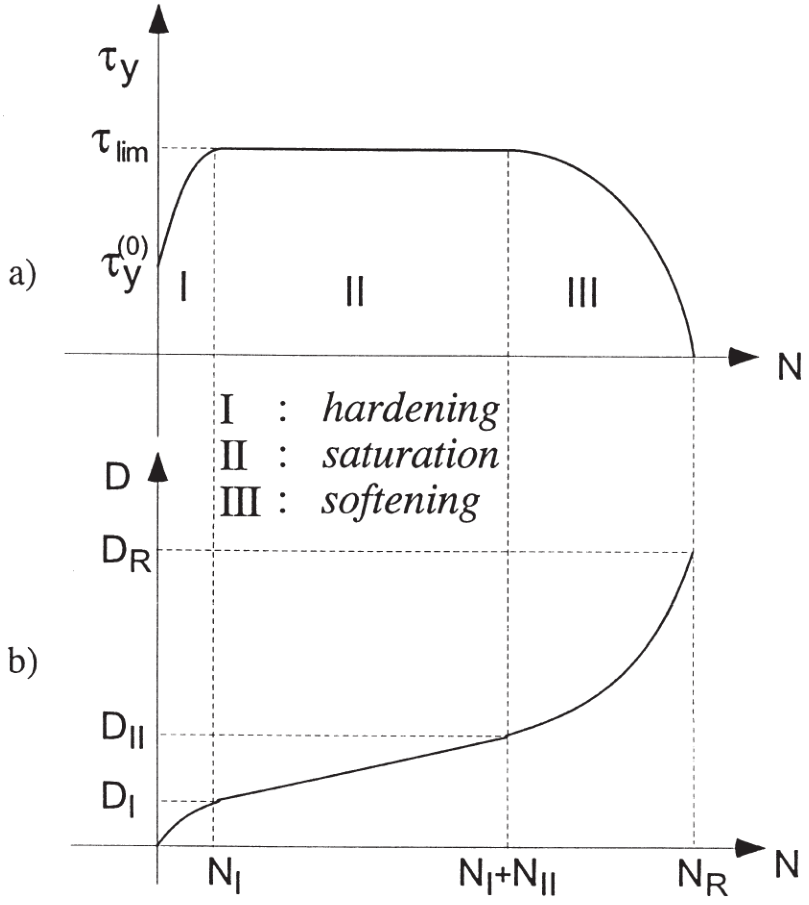 τy
τlim
τy(0)
a)
I
II
III
N
I : hardening
II : saturation
III : softening
D
DR
b)
DII
DI
NI
NI+NII
NR
N